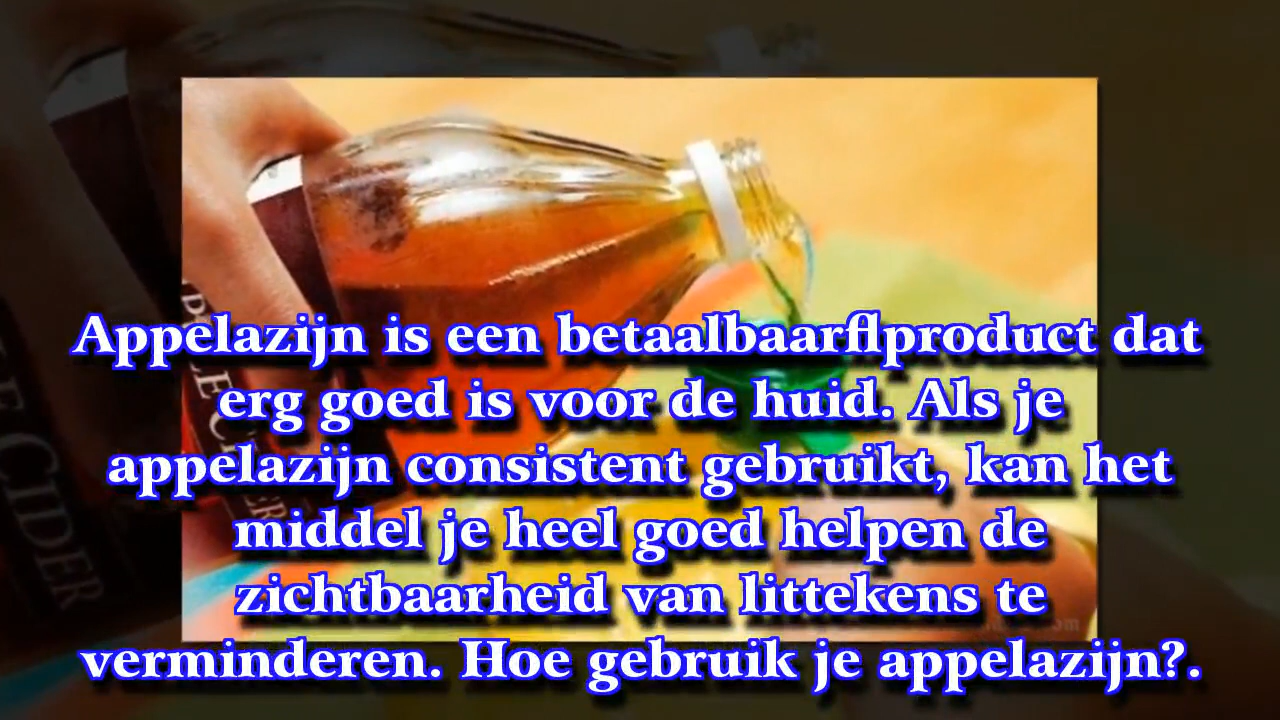 Appelazijn is een betaalbaarflproduct dat
erg goed is voor de huid. Als je
appelazijn consistent gebruikt, kan het
middel je heel goed helpen de
zichtbaarheid van littekens te
verminderen. Hoe gebruik je appelazijn?.
CIDER